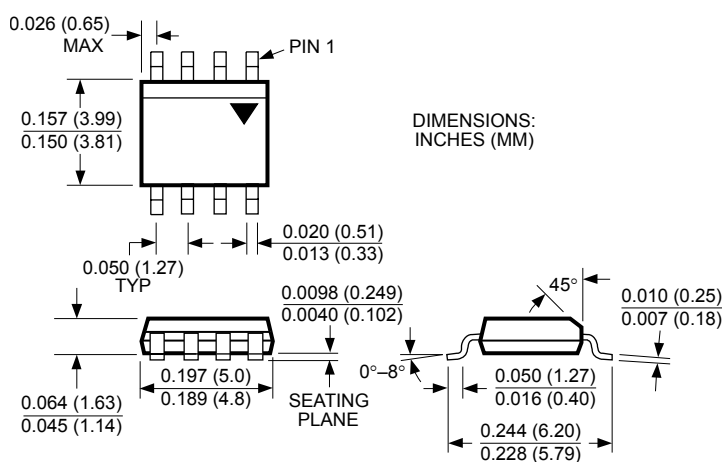 0.026 (0.65)
MAX
PIN 1
0.157 (3.99)
0.150 (3.81)
DIMENSIONS:
INCHES (MM)
0.020 (0.51)
0.013 (0.33)
0.050 (1.27)
TYP
0.0098 (0.249)
0.0040 (0.102)
45°
0.010 (0.25)
0.007 (0.18)
0°–8°
0.197 (5.0)
0.189 (4.8)
SEATING
PLANE
0.050 (1.27)
0.016 (0.40)
0.064 (1.63)
0.045 (1.14)
0.244 (6.20)
0.228 (5.79)